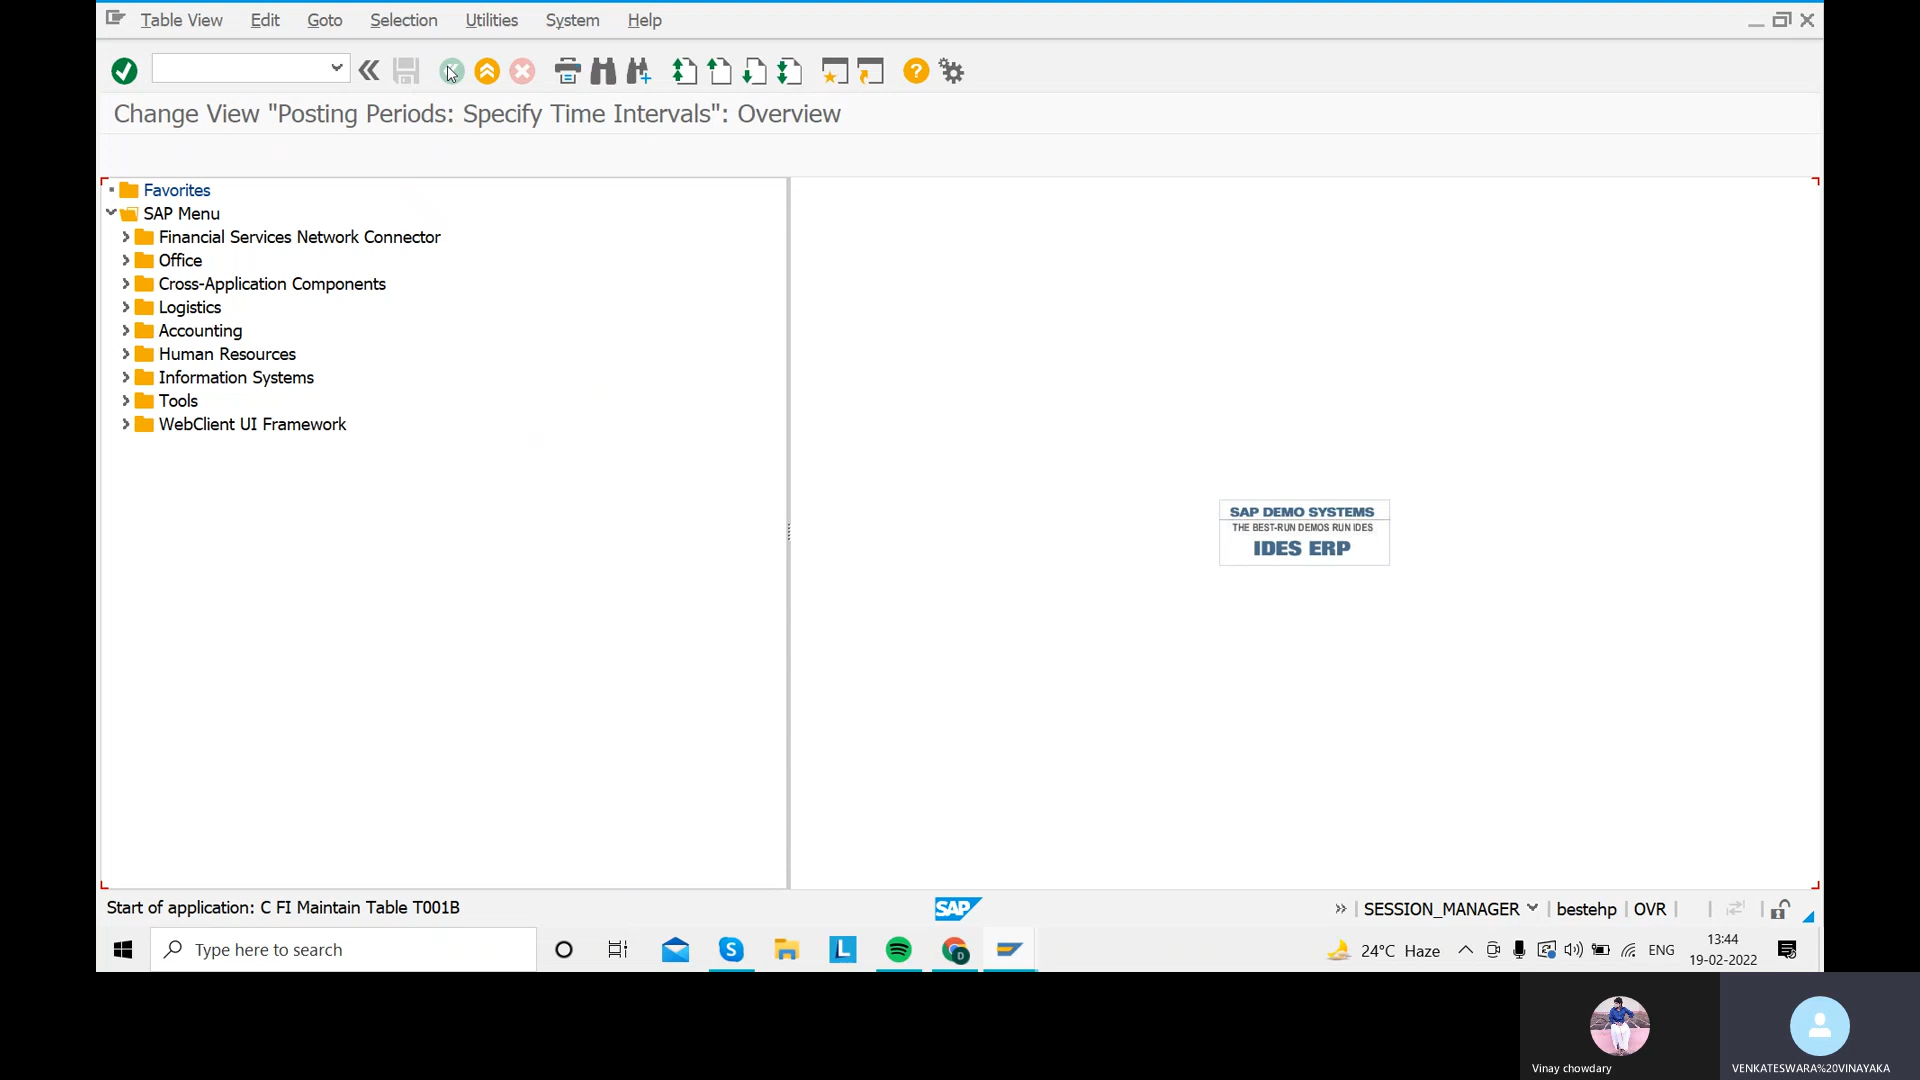 Table View Edit Goto Selection Utilities System Help
Change View "Posting Periods: Specify Time Intervals": Overview
Favorites
SAP Menu
Financial Services Network Connector
Office
Cross-Application Components
Logistics
Accounting
Human Resources
Information Systems
Tools
WebClient UI Framework
SAP DEMO SYSTEMS
THE BEST-RUN DEMOS RUN IDES
IDES ERP
Start of application: C FI Maintain Table T001B
SAP
SESSION_MANAGER bestehp OVR
Type here to search
24°C Haze
ENG
13:44
19-02-2022
Vinay chowdary
VENKATESWARA%20VINAYAKA